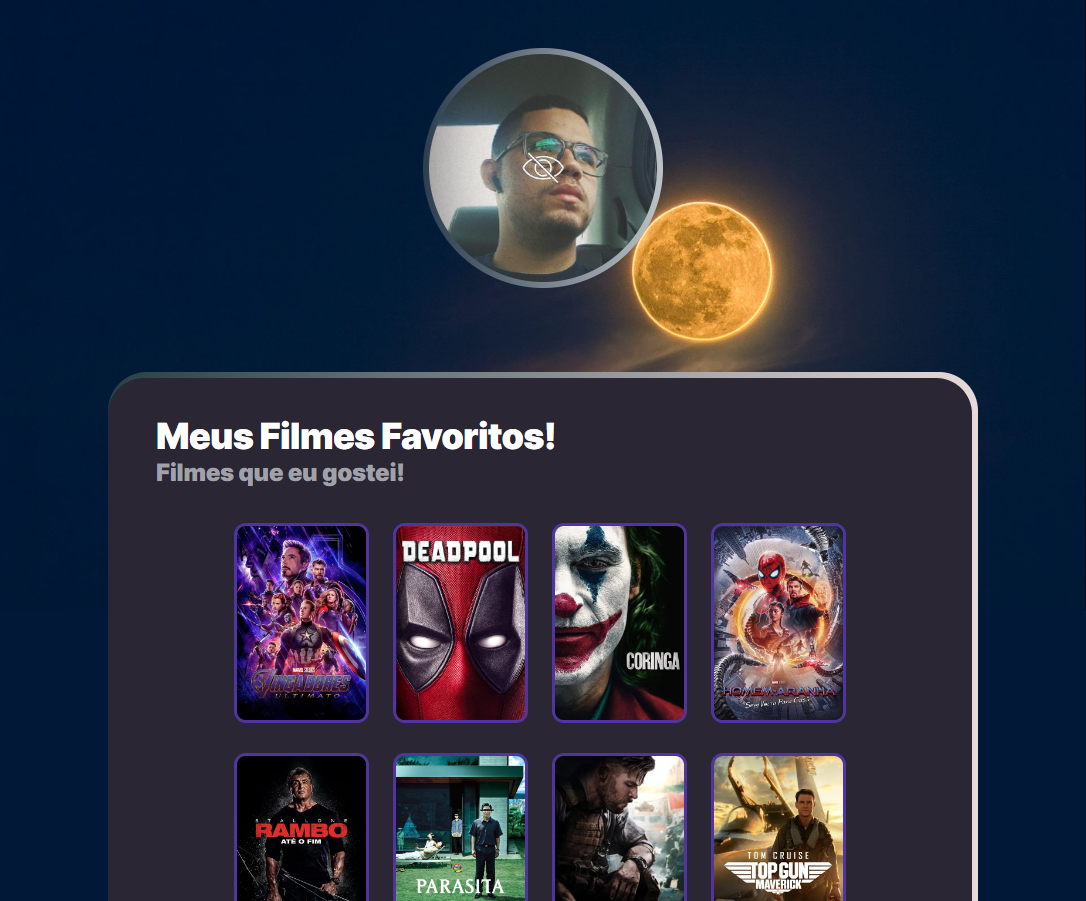 Meus Filmes Favoritos!
Filmes que eu gostei!
MARVEL STUDIOS
VINGADORES
ULTIMATO
DEADPOOL
CORINGA
HOMEM-ARANHA
Sem Volta Para Casa
STALLONE
RAMBO
ATÉ O FIM
PARASITA
TOM CRUISE
TOP GUN
MAVERICK